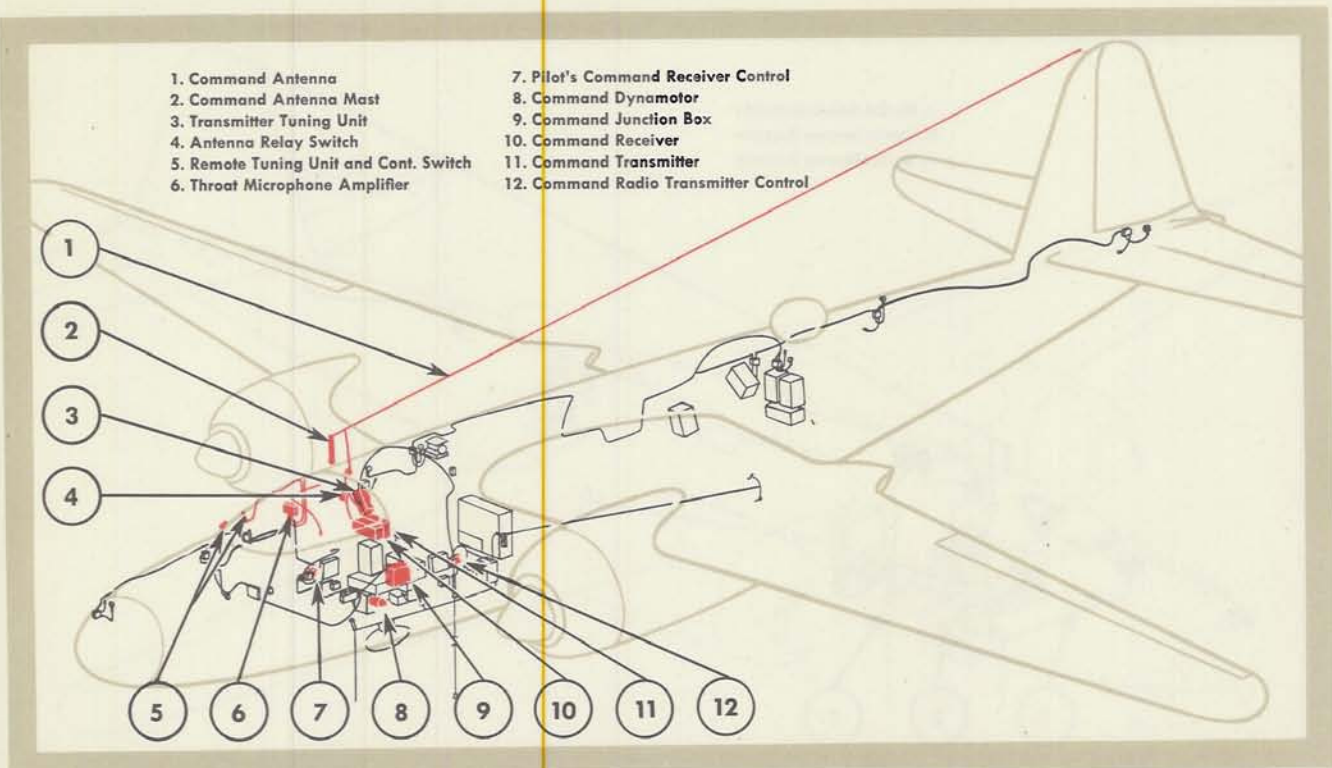 1. Command Antenna
2. Command Antenna Mast
3. Transmitter Tuning Unit
4. Antenna Relay Switch
5. Remote Tuning Unit and Cont. Switch
6. Throat Microphone Amplifier
7. Pilot's Command Receiver Control
8. Command Dynamotor
9. Command Junction Box
10. Command Receiver
11. Command Transmitter
12. Command Radio Transmitter Control
1
2
3
4
5 6 7 8 9 10 11 12